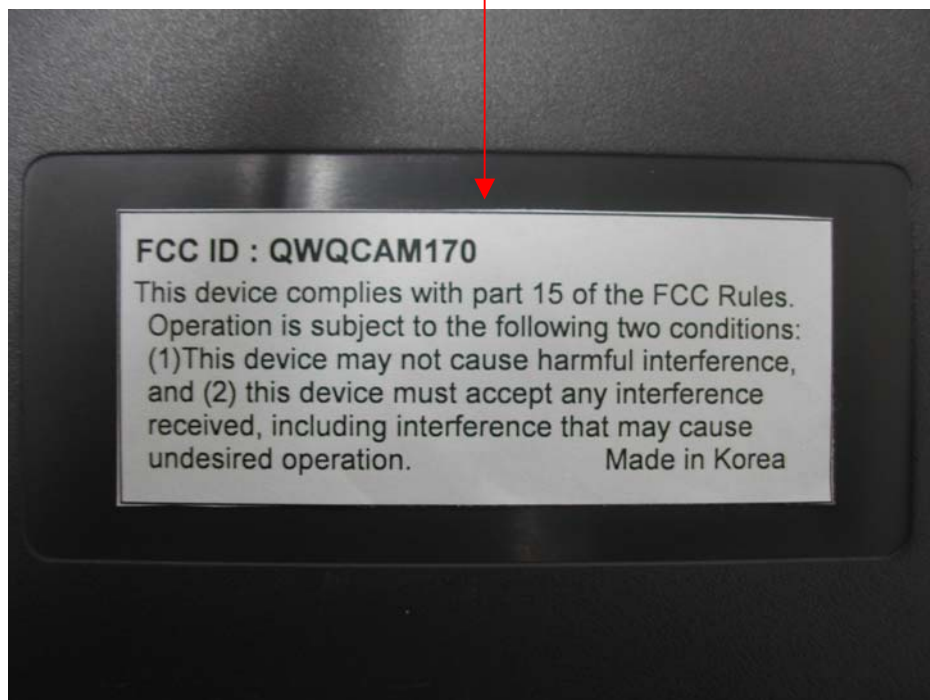 FCC ID : QWQCAM170
This device complies with part 15 of the FCC Rules.
Operation is subject to the following two conditions:
(1)This device may not cause harmful interference,
and (2) this device must accept any interference
received, including interference that may cause
undesired operation. Made in Korea